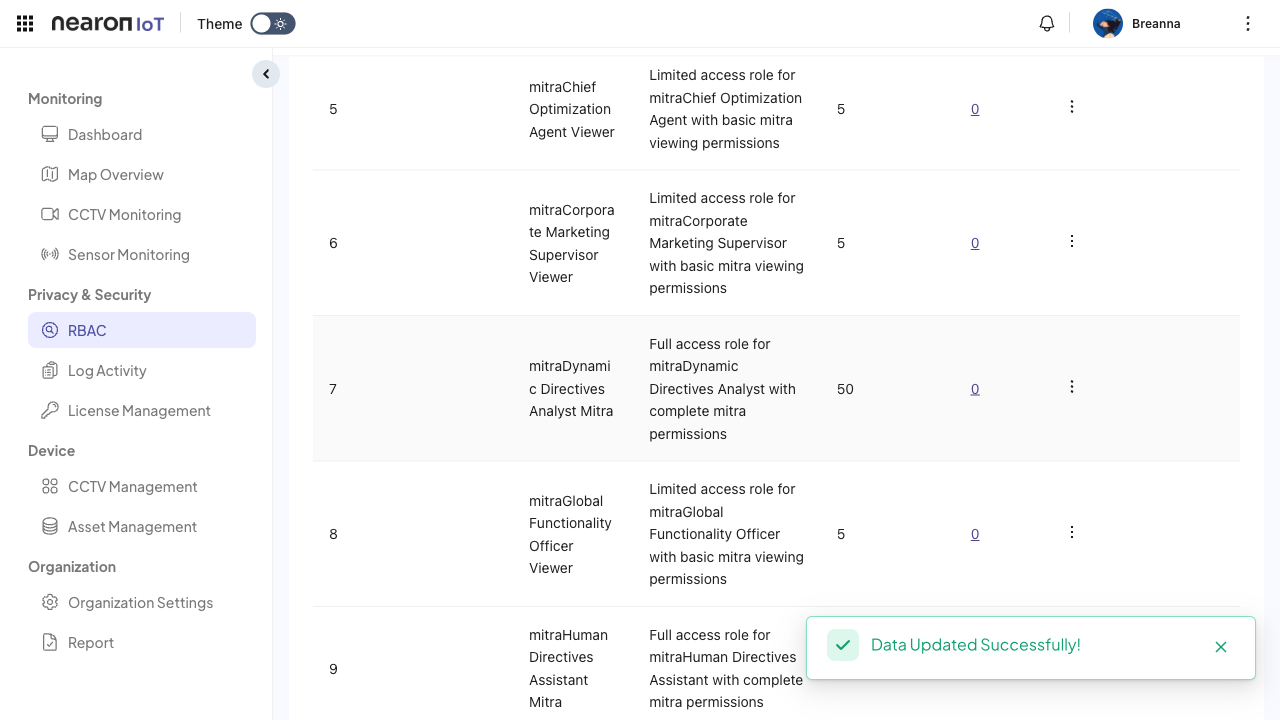 nearon IoT
Theme
Breanna
Monitoring
Dashboard
Map Overview
CCTV Monitoring
Sensor Monitoring
Privacy & Security
RBAC
Log Activity
License Management
Device
CCTV Management
Asset Management
Organization
Organization Settings
Report
5
mitraChief
Optimization
Agent Viewer
Limited access role for
mitraChief Optimization
Agent with basic mitra
viewing permissions
5
0
6
mitraCorpora
te Marketing
Supervisor
Viewer
Limited access role for
mitraCorporate
Marketing Supervisor
with basic mitra viewing
permissions
5
0
7
mitraDynami
c Directives
Analyst Mitra
Full access role for
mitraDynamic
Directives Analyst with
complete mitra
permissions
50
0
8
mitraGlobal
Functionality
Officer
Viewer
Limited access role for
mitraGlobal
Functionality Officer
with basic mitra viewing
permissions
5
0
9
mitraHuman
Directives
Assistant
Mitra
Full access role for
mitraHuman Directives
Assistant with complete
mitra permissions
Data Updated Successfully!